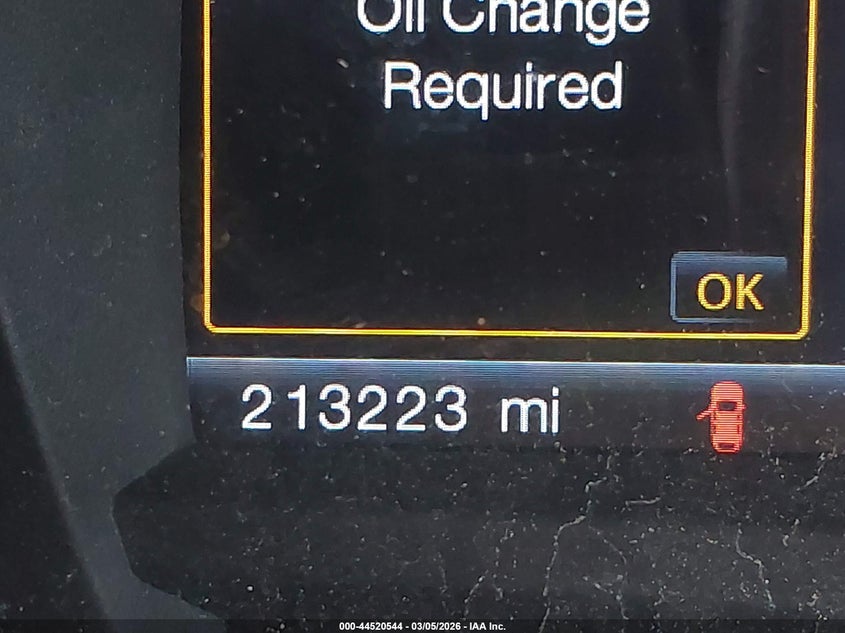 Oil Change
Required
OK
213223 mi
000-44520544 - 03/05/2026 - IAA Inc.